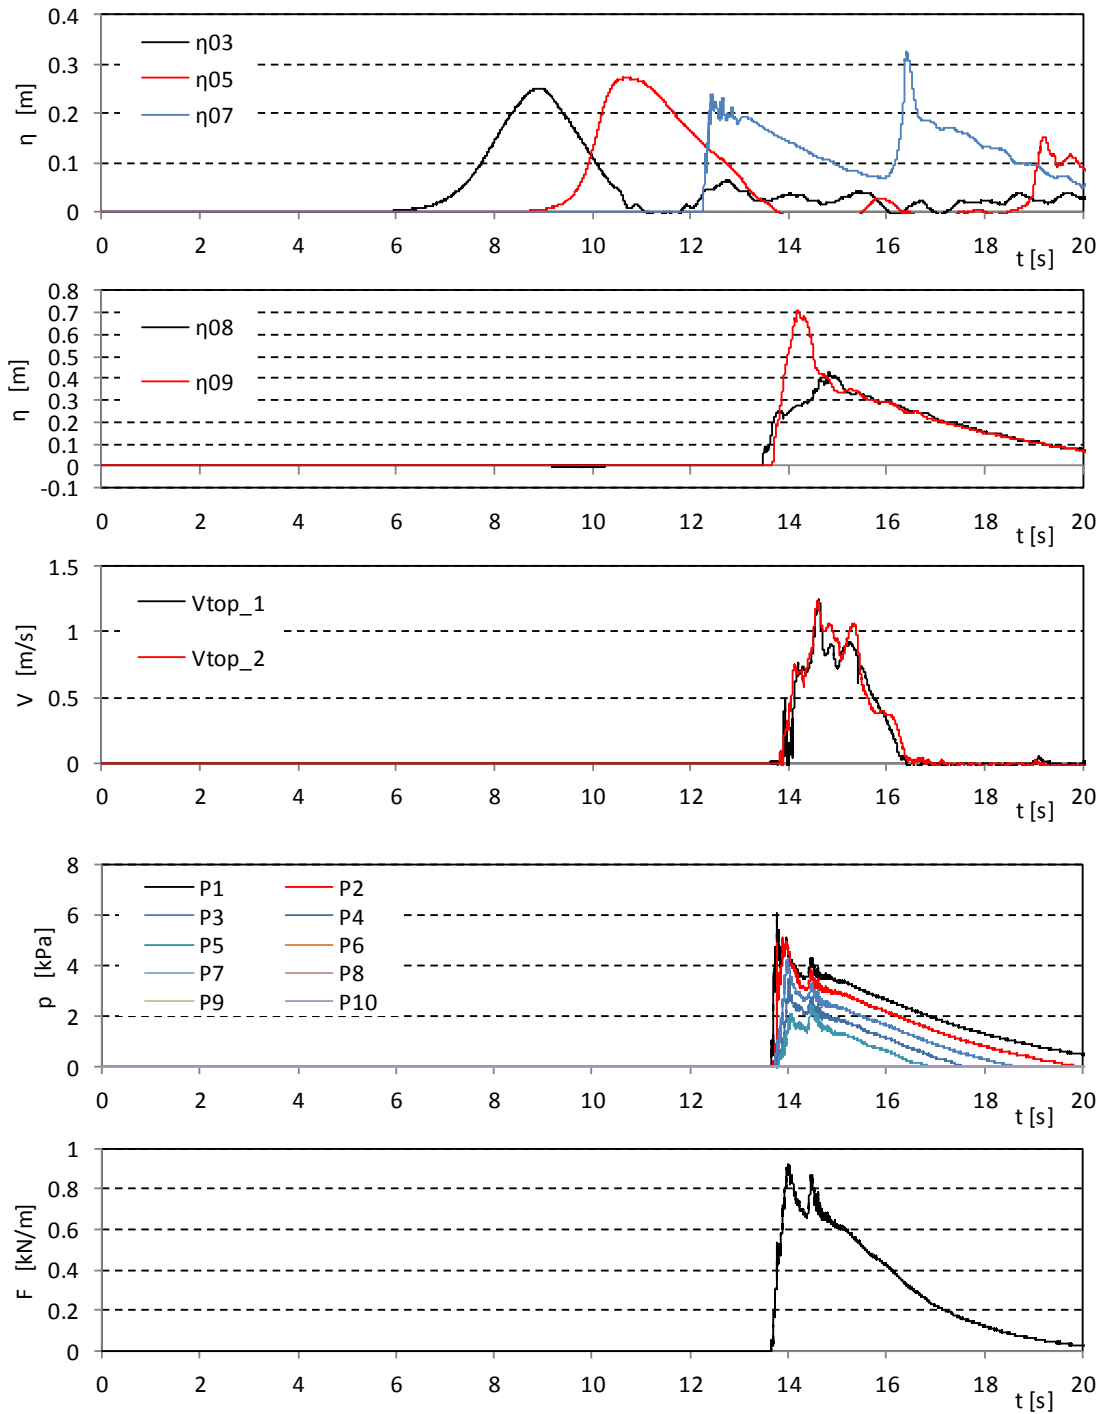 0.4
0.3
0.2
0.1
0
η [m]
η03
η05
η07
0 2 4 6 8 10 12 14 16 18 20
t [s]
0.8
0.7
0.6
0.5
0.4
0.3
0.2
0.1
0
-0.1
η [m]
η08
η09
0 2 4 6 8 10 12 14 16 18 20
t [s]
1.5
1
0.5
0
V [m/s]
Vtop_1
Vtop_2
0 2 4 6 8 10 12 14 16 18 20
t [s]
8
6
4
2
0
p [kPa]
P1 P2
P3 P4
P5 P6
P7 P8
P9 P10
0 2 4 6 8 10 12 14 16 18 20
t [s]
1
0.8
0.6
0.4
0.2
0
F [kN/m]
0 2 4 6 8 10 12 14 16 18 20
t [s]